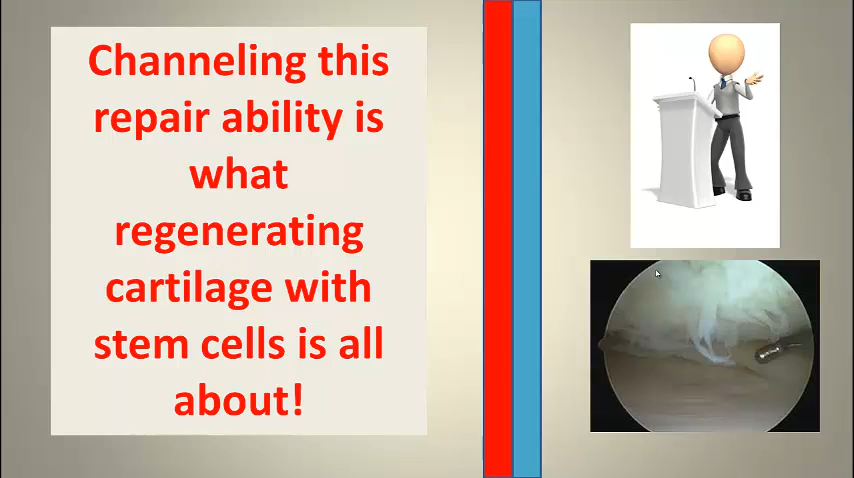 Channeling this
repair ability is
what
regenerating
cartilage with
stem cells is all
about!